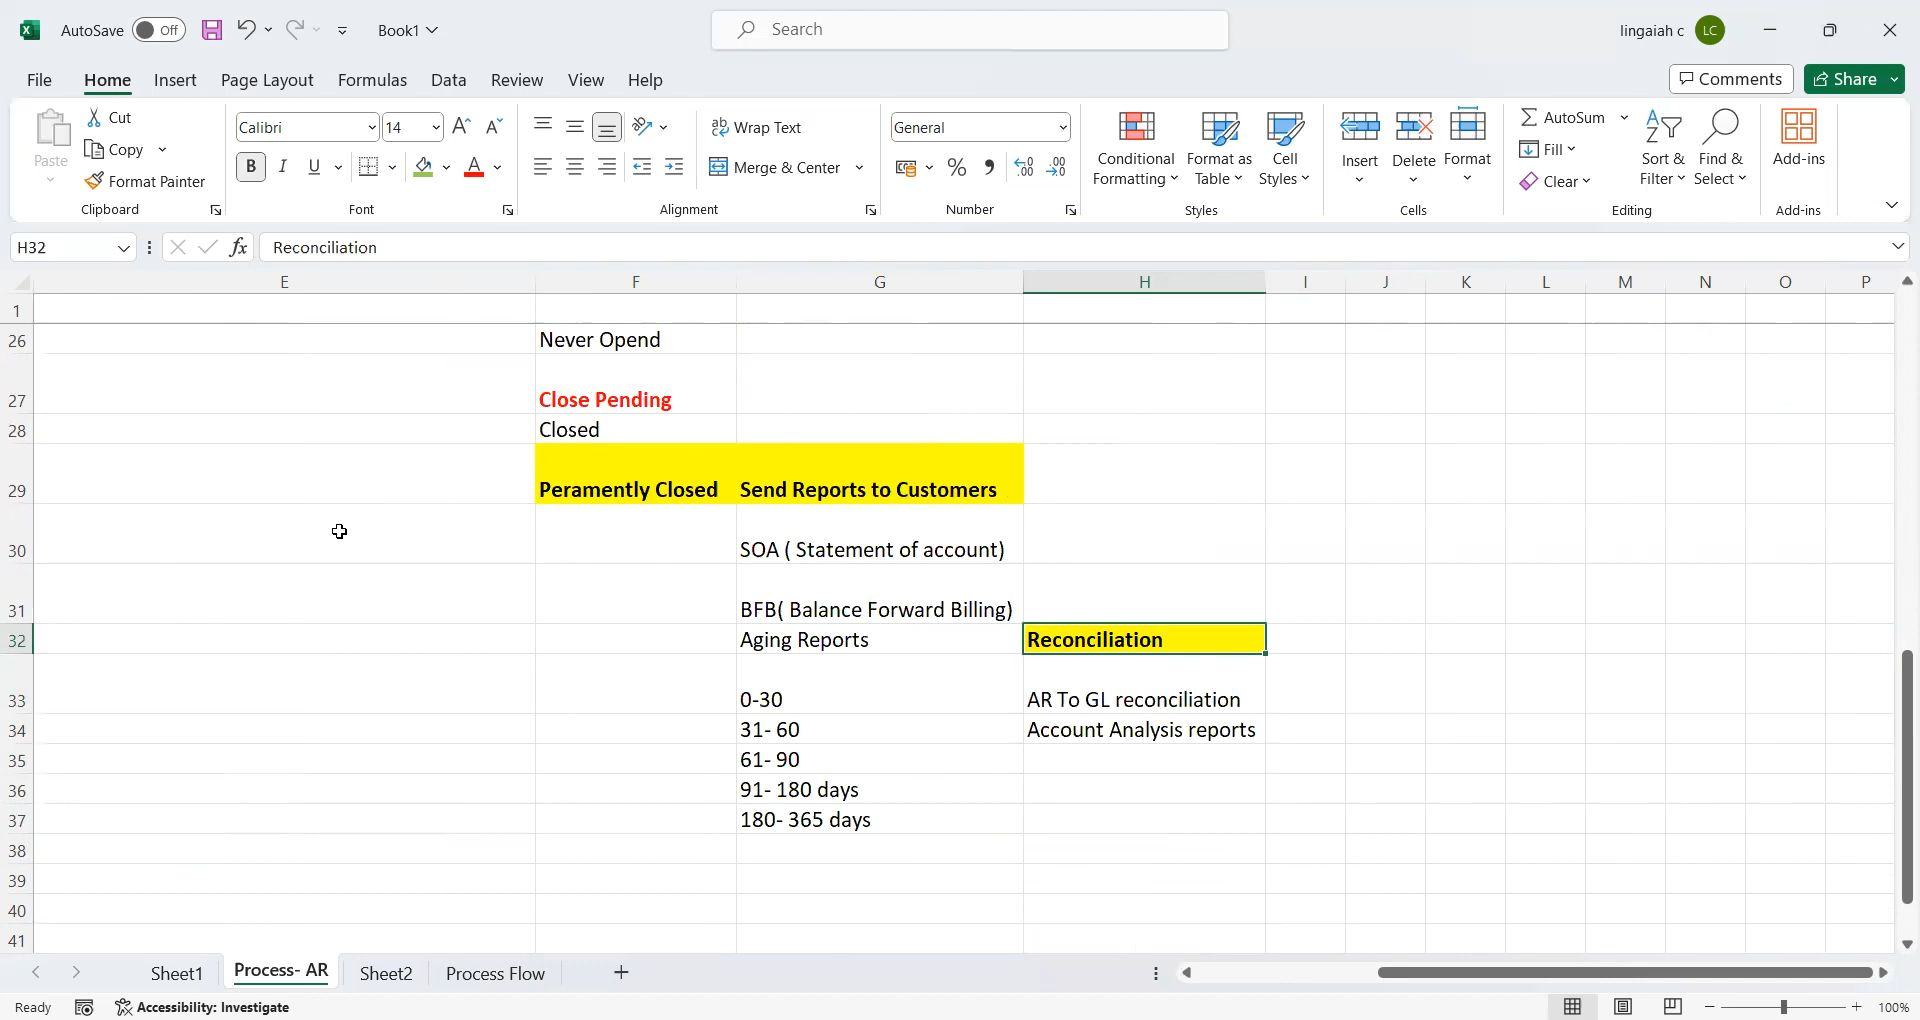 AutoSave Off Book1 Search lingaiah c LC
File Home Insert Page Layout Formulas Data Review View Help Comments Share
Paste Cut Copy Format Painter Clipboard
Calibri 14 B I U A Font
Wrap Text Merge & Center Alignment
General % Number
Conditional Formatting Format as Table Cell Styles Styles
Insert Delete Format Cells
AutoSum Fill Clear Sort & Filter Find & Select Editing
Add-ins Add-ins
H32 fx Reconciliation
E F G H I J K L M N O P
1
26 Never Opend
27 Close Pending
28 Closed
29 Peramently Closed Send Reports to Customers
30 SOA ( Statement of account)
31 BFB( Balance Forward Billing)
32 Aging Reports Reconciliation
33 0-30 AR To GL reconciliation
34 31- 60 Account Analysis reports
35 61- 90
36 91- 180 days
37 180- 365 days
38
39
40
41
Sheet1 Process- AR Sheet2 Process Flow
Ready Accessibility: Investigate 100%